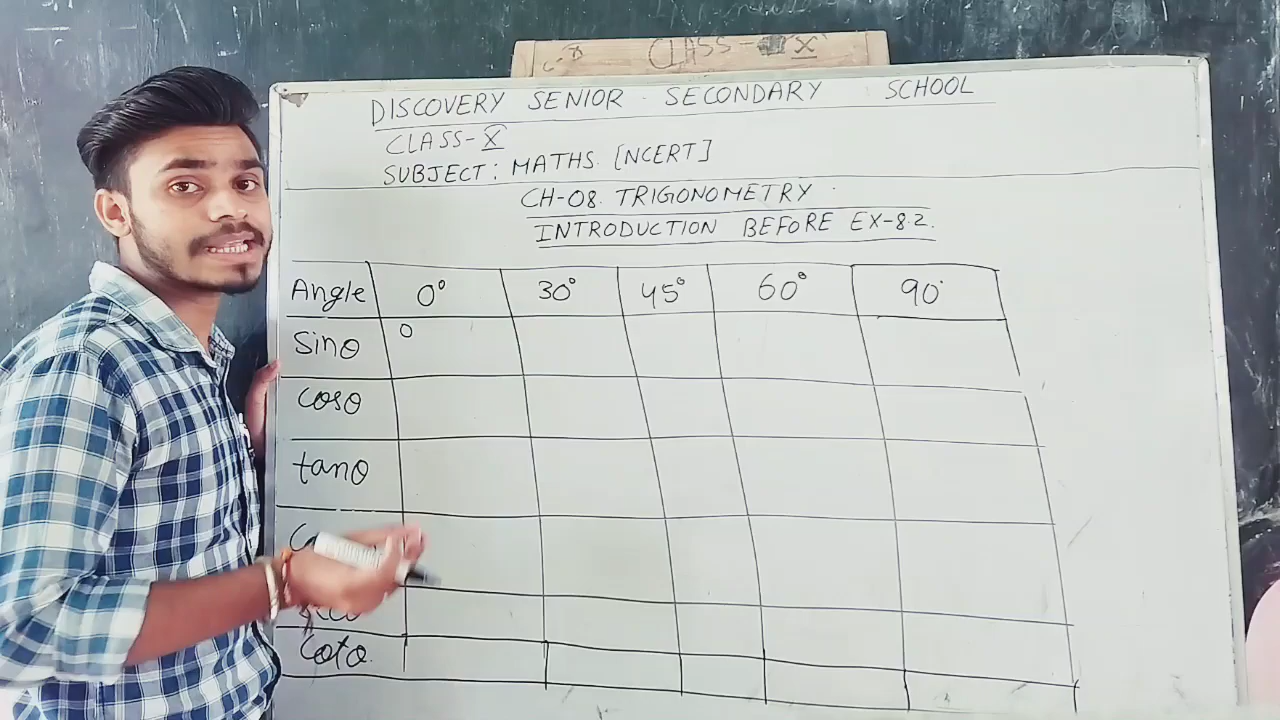 CLASS - X
DISCOVERY SENIOR . SECONDARY SCHOOL
CLASS-X
SUBJECT: MATHS. [NCERT]
CH-08. TRIGONOMETRY
INTRODUCTION BEFORE EX-8.2.
Angle 0° 30° 45° 60° 90°
Sinθ 0
Cosθ
tanθ
Cotθ.